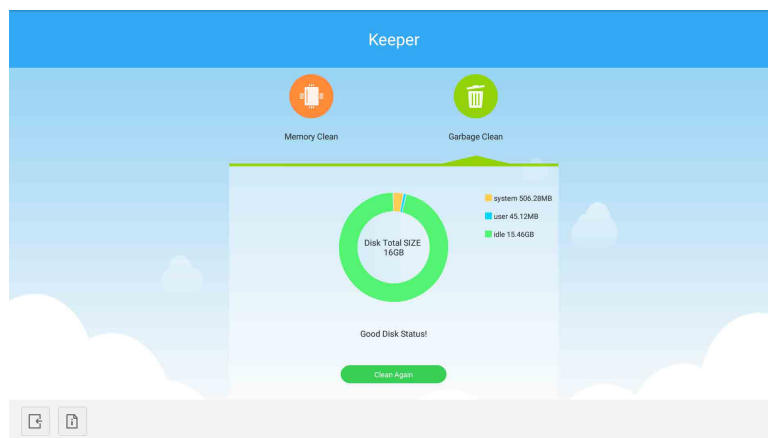 Keeper
Memory Clean
Garbage Clean
system 506.28MB
user 45.12MB
idle 15.46GB
Disk Total SIZE
16GB
Good Disk Status!
Clean Again